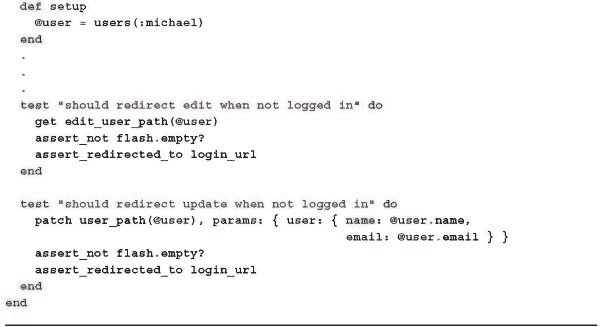 def setup
@user = users(:michael)
end
.
.
.
test "should redirect edit when not logged in" do
get edit_user_path(@user)
assert_not flash.empty?
assert_redirected_to login_url
end
test "should redirect update when not logged in" do
patch user_path(@user), params: { user: { name: @user.name,
email: @user.email } }
assert_not flash.empty?
assert_redirected_to login_url
end
end